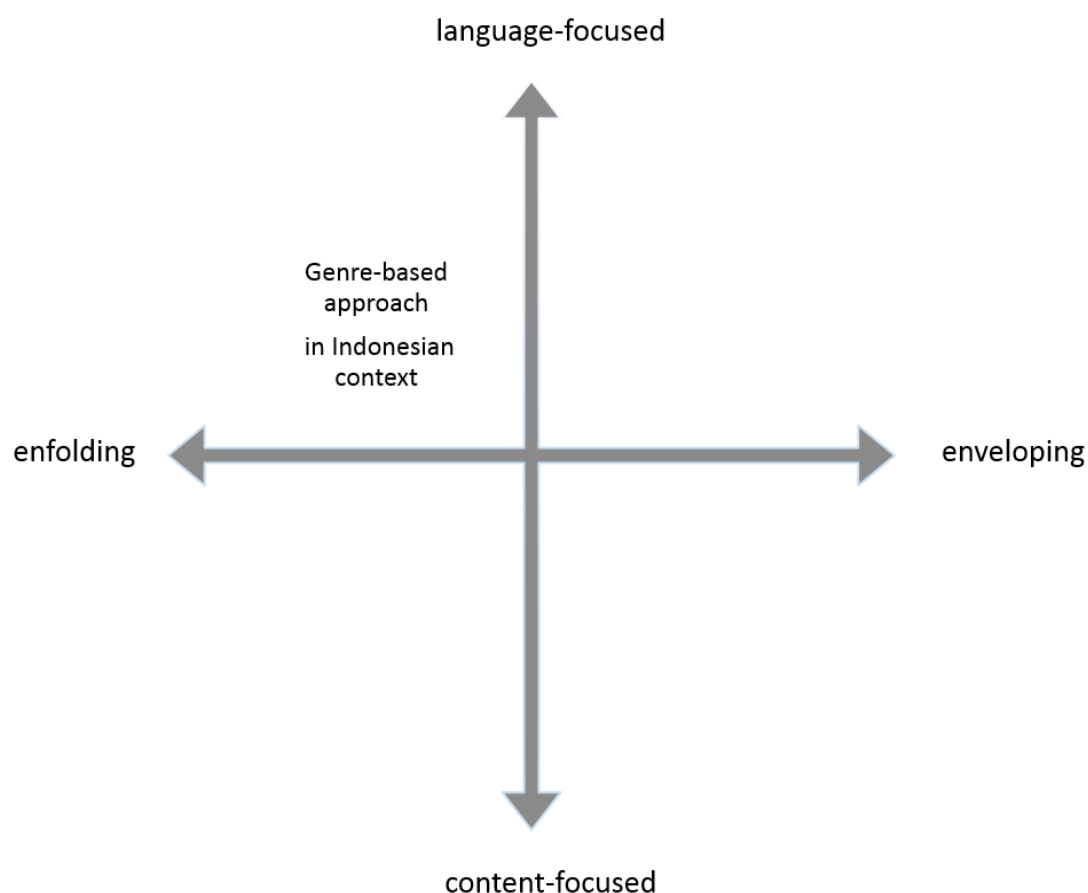 language-focused
Genre-based
approach
in Indonesian
context
enfolding
enveloping
content-focused